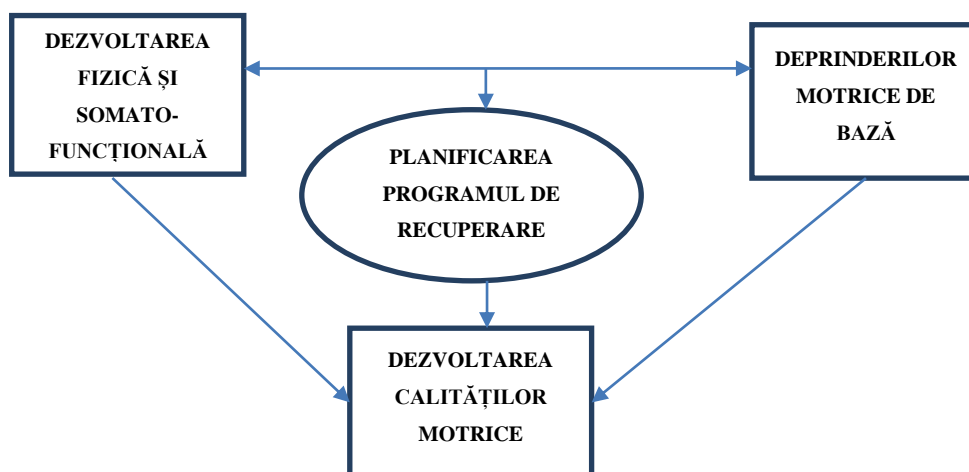 DEZVOLTAREA
FIZICĂ ȘI
SOMATO-
FUNCȚIONALĂ
DEPRINDERILOR
MOTRICE DE
BAZĂ
PLANIFICAREA
PROGRAMUL DE
RECUPERARE
DEZVOLTAREA
CALITĂȚILOR
MOTRICE